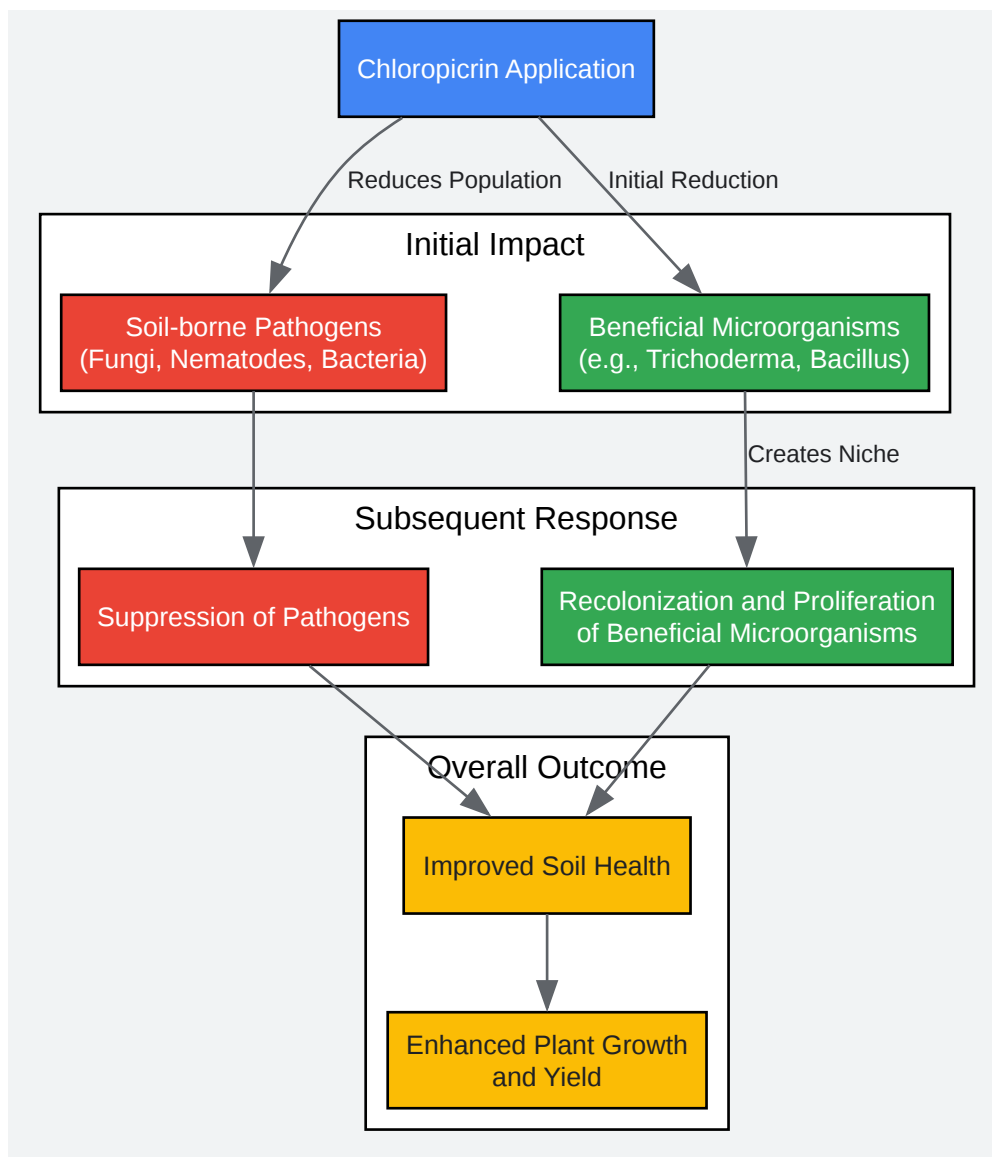 Chloropicrin Application
Reduces Population
Initial Reduction
Initial Impact
Soil-borne Pathogens
(Fungi, Nematodes, Bacteria)
Beneficial Microorganisms
(e.g., Trichoderma, Bacillus)
Creates Niche
Subsequent Response
Suppression of Pathogens
Recolonization and Proliferation
of Beneficial Microorganisms
Overall Outcome
Improved Soil Health
Enhanced Plant Growth
and Yield